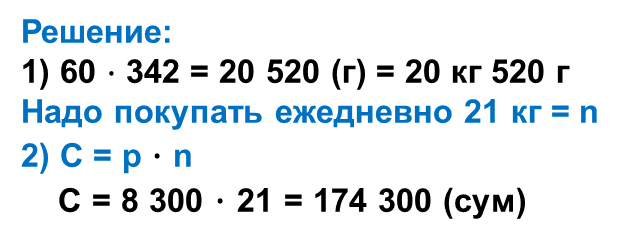 Решение:
1) 60 · 342 = 20 520 (г) = 20 кг 520 г
Надо покупать ежедневно 21 кг = n
2) C = p · n
C = 8 300 · 21 = 174 300 (сум)